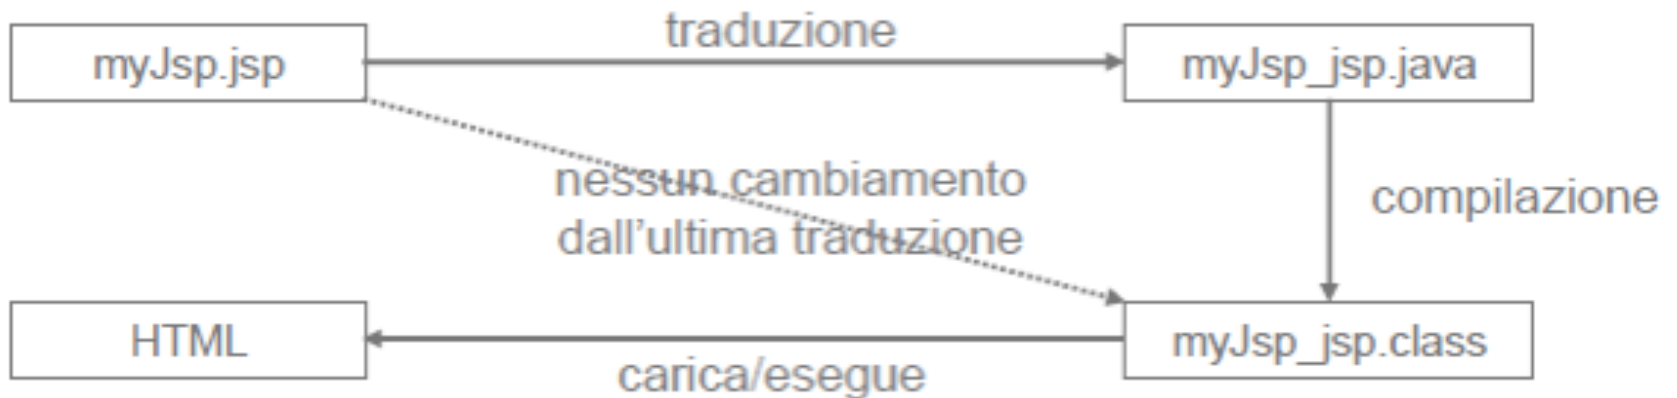 traduzione
myJsp.jsp
myJsp_jsp.java
nessun cambiamento
dall'ultima traduzione
compilazione
HTML
myJsp_jsp.class
carica/esegue